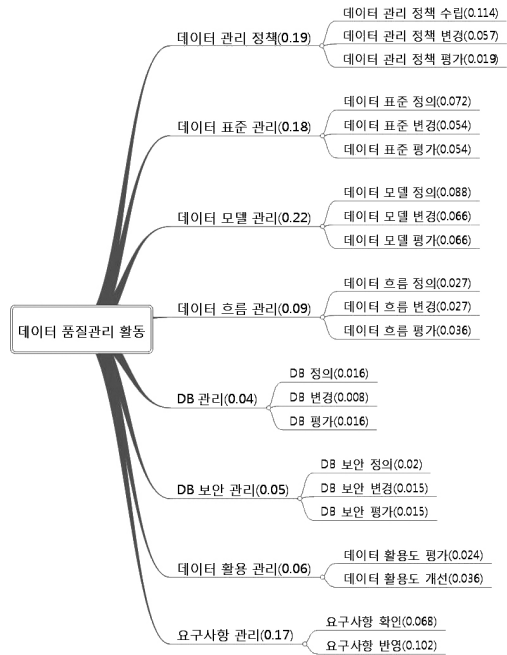 데이터 품질관리 활동
데이터 관리 정책(0.19)
데이터 관리 정책 수립(0.114)
데이터 관리 정책 변경(0.057)
데이터 관리 정책 평가(0.019)
데이터 표준 관리(0.18)
데이터 표준 정의(0.072)
데이터 표준 변경(0.054)
데이터 표준 평가(0.054)
데이터 모델 관리(0.22)
데이터 모델 정의(0.088)
데이터 모델 변경(0.066)
데이터 모델 평가(0.066)
데이터 흐름 관리(0.09)
데이터 흐름 정의(0.027)
데이터 흐름 변경(0.027)
데이터 흐름 평가(0.036)
DB 관리(0.04)
DB 정의(0.016)
DB 변경(0.008)
DB 평가(0.016)
DB 보안 관리(0.05)
DB 보안 정의(0.02)
DB 보안 변경(0.015)
DB 보안 평가(0.015)
데이터 활용 관리(0.06)
데이터 활용도 평가(0.024)
데이터 활용도 개선(0.036)
요구사항 관리(0.17)
요구사항 확인(0.068)
요구사항 반영(0.102)